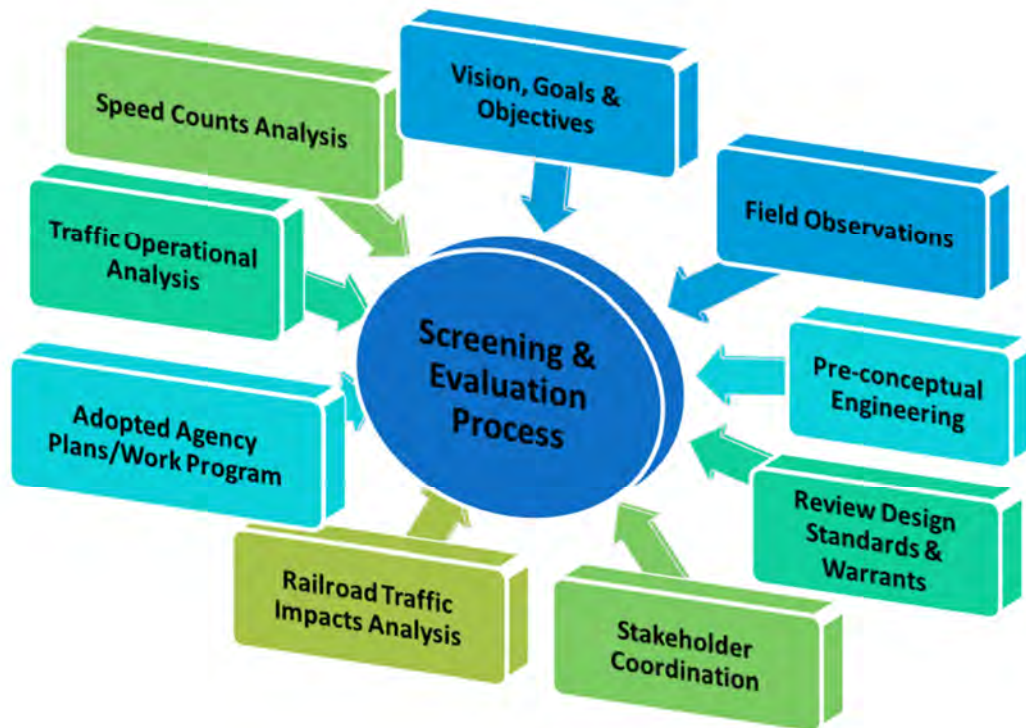 Speed Counts Analysis
Vision, Goals &
Objectives
Field Observations
Traffic Operational
Analysis
Screening &
Evaluation
Process
Pre-conceptual
Engineering
Adopted Agency
Plans/Work Program
Review Design
Standards &
Warrants
Railroad Traffic
Impacts Analysis
Stakeholder
Coordination